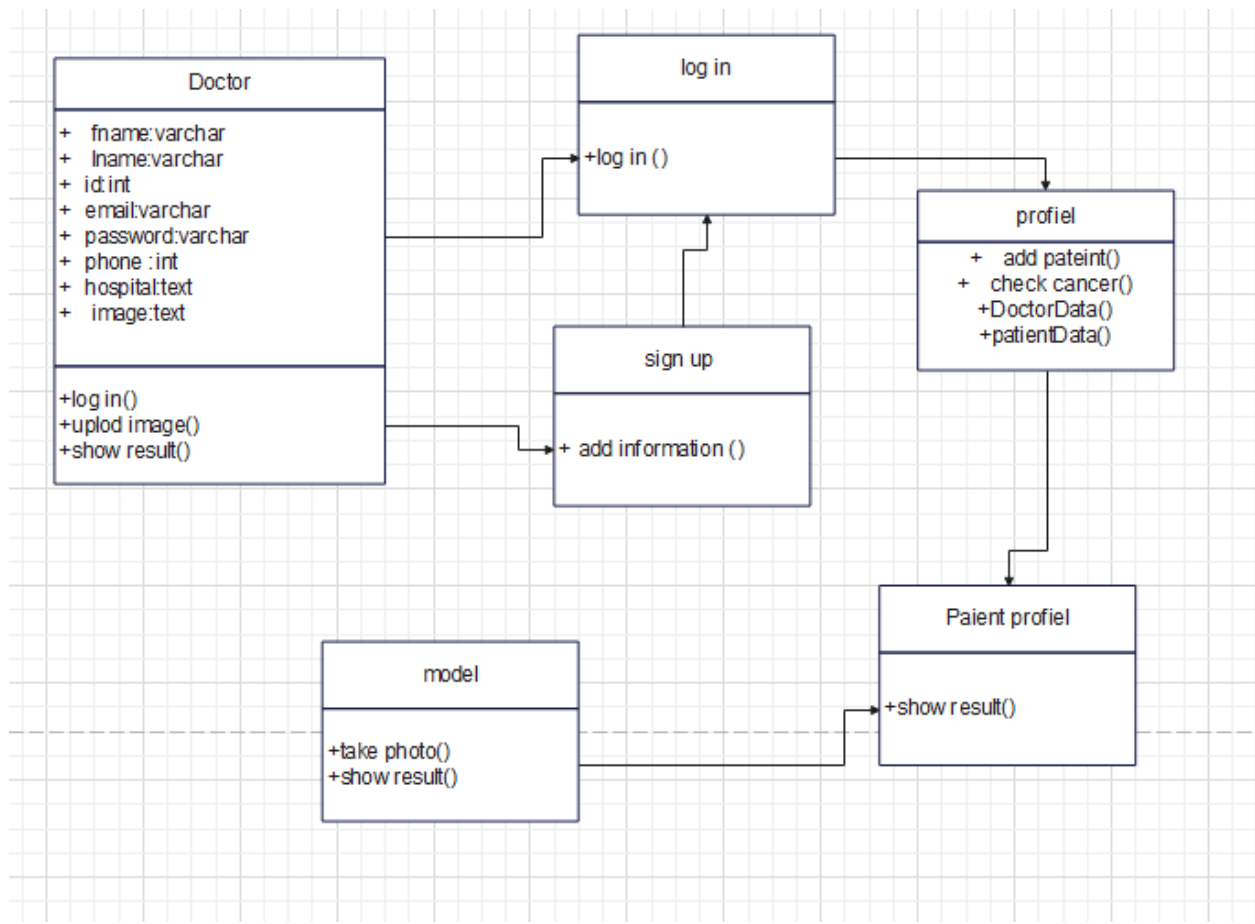 Doctor
+ fname:varchar
+ lname:varchar
+ id:int
+ email:varchar
+ password:varchar
+ phone :int
+ hospital:text
+ image:text
+log in()
+uplod image()
+show result()
log in
+log in ()
sign up
+ add information ()
profiel
+ add pateint()
+ check cancer()
+DoctorData()
+patientData()
Paient profiel
+show result()
model
+take photo()
+show result()